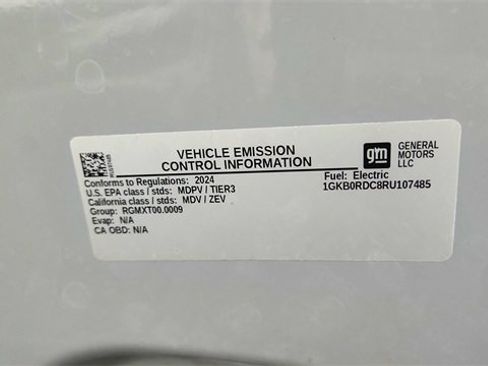 VEHICLE EMISSION
CONTROL INFORMATION
gm
GENERAL
MOTORS
LLC
Conforms to Regulations: 2024
U.S. EPA class / stds: MDPV / TIER3
California class / stds: MDV / ZEV
Group: RGMXT00.0009
Evap: N/A
CA OBD: N/A
Fuel: Electric
1GKB0RDC8RU107485